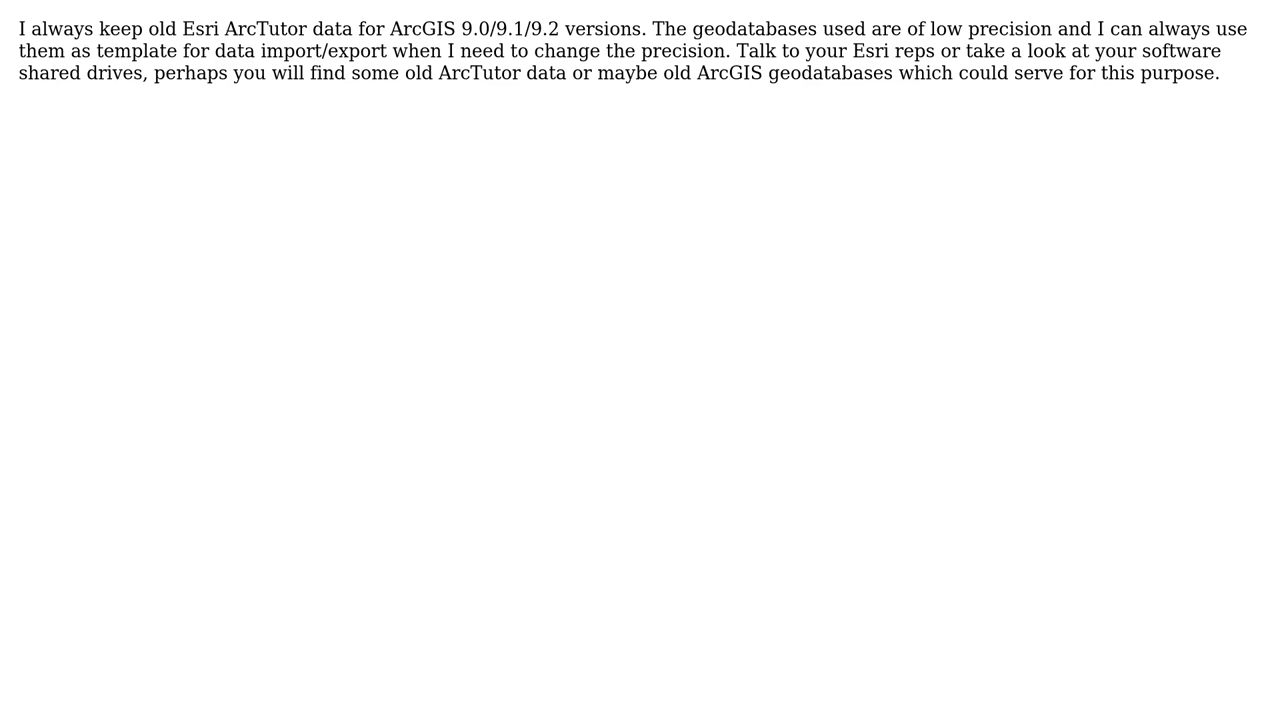 I always keep old Esri ArcTutor data for ArcGIS 9.0/9.1/9.2 versions. The geodatabases used are of low precision and I can always use
them as template for data import/export when I need to change the precision. Talk to your Esri reps or take a look at your software
shared drives, perhaps you will find some old ArcTutor data or maybe old ArcGIS geodatabases which could serve for this purpose.